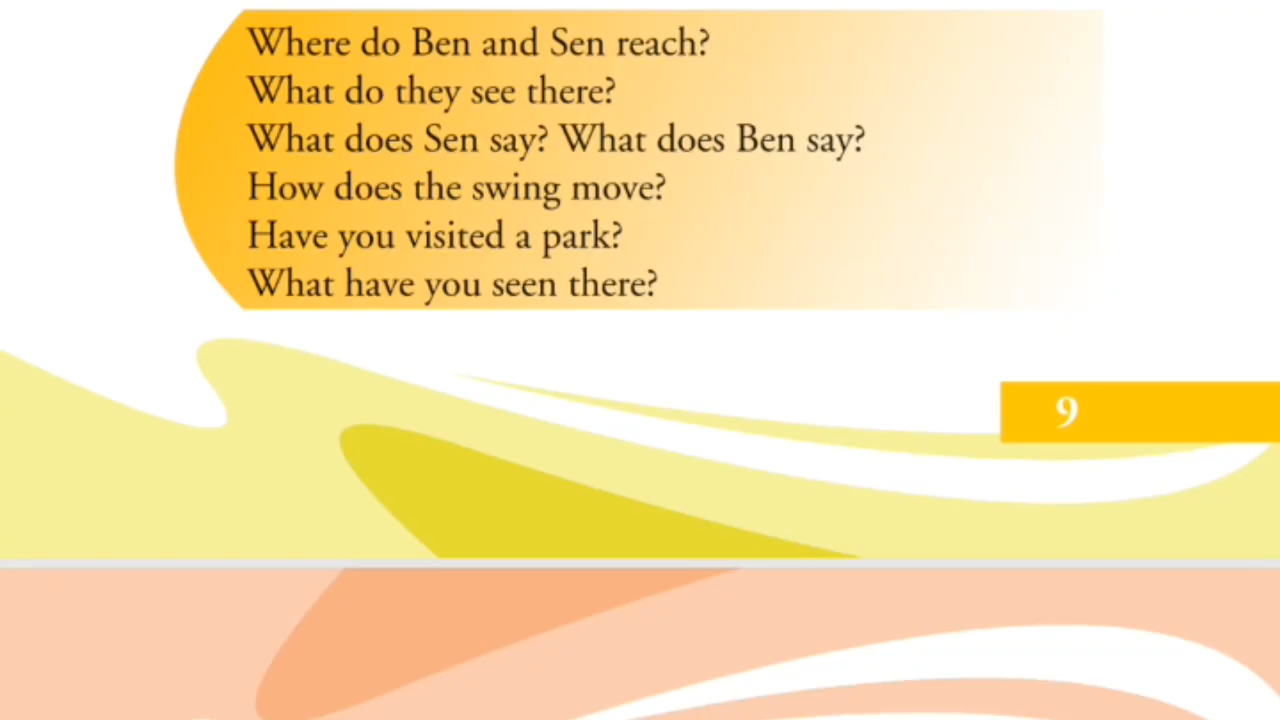 Where do Ben and Sen reach?
What do they see there?
What does Sen say? What does Ben say?
How does the swing move?
Have you visited a park?
What have you seen there?
9